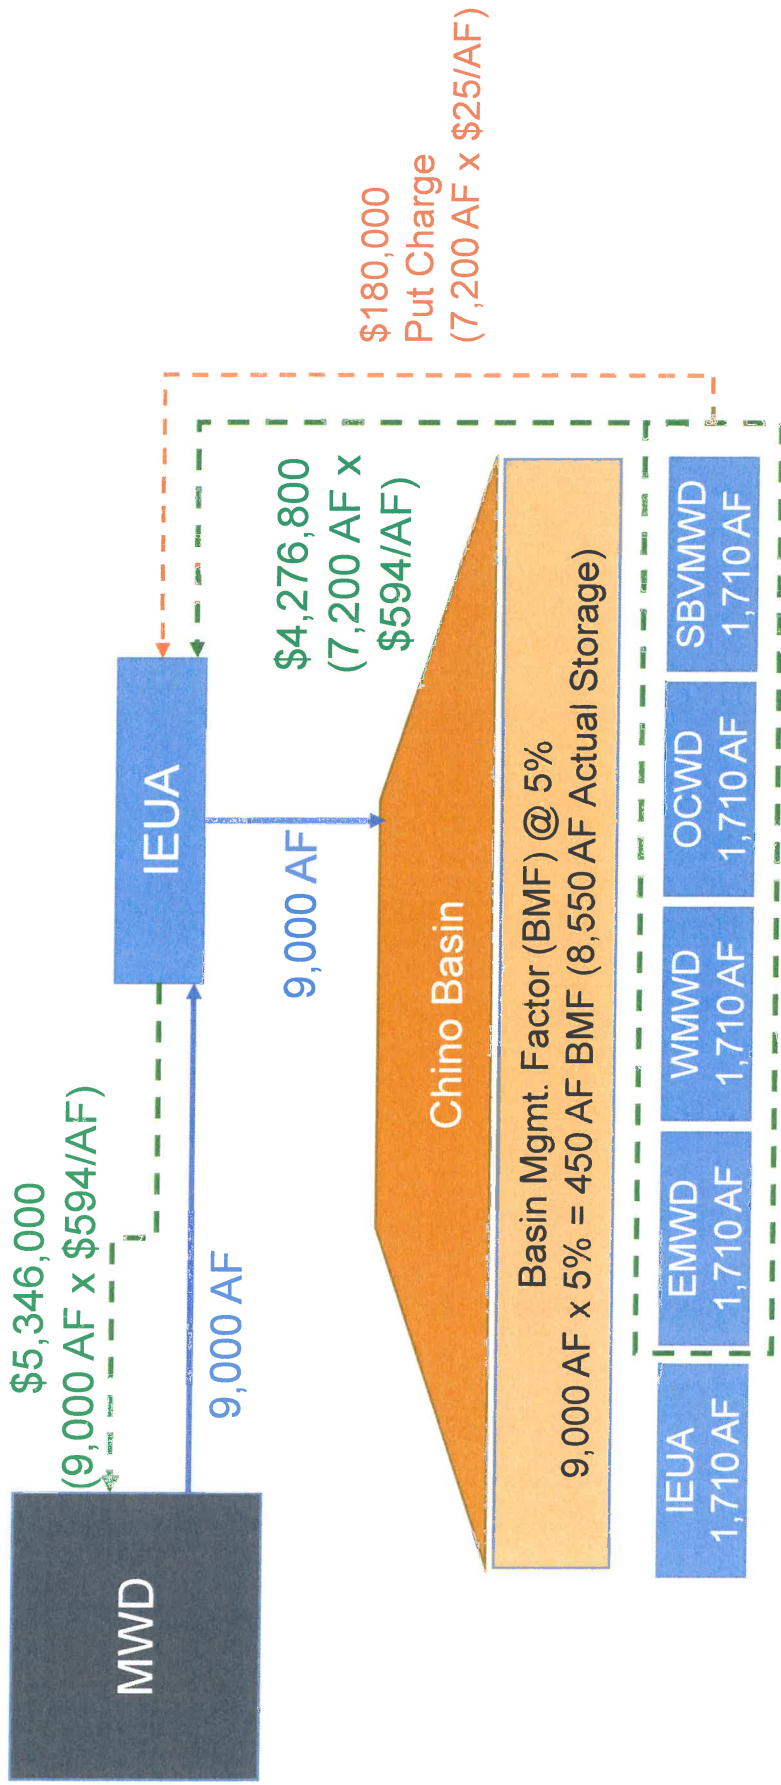 $5,346,000
(9,000 AF x $594/AF)
MWD
9,000 AF
IEUA
9,000 AF
$4,276,800
(7,200 AF x
$594/AF)
$180,000
Put Charge
(7,200 AF x $25/AF)
Chino Basin
Basin Mgmt. Factor (BMF) @ 5%
9,000 AF x 5% = 450 AF BMF (8,550 AF Actual Storage)
IEUA
1,710 AF
EMWD
1,710 AF
WMWD
1,710 AF
OCWD
1,710 AF
SBVMWD
1,710 AF